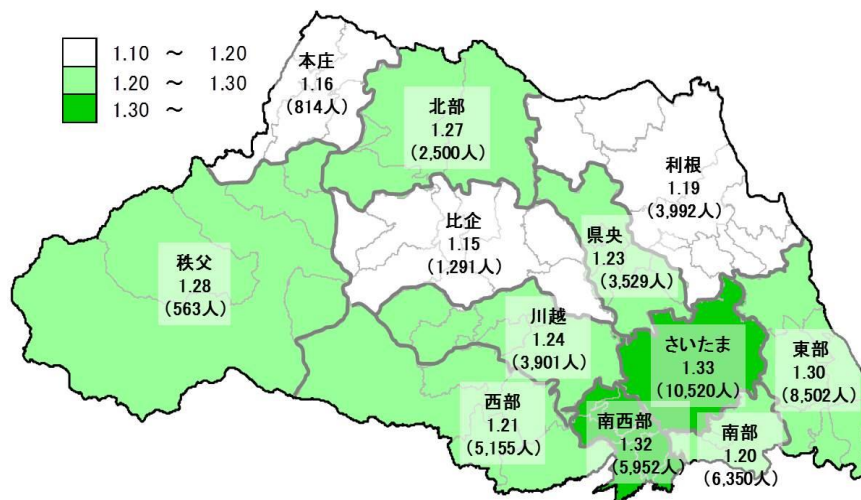 1.10 ～ 1.20
1.20 ～ 1.30
1.30 ～
本庄
1.16
(814人)
北部
1.27
(2,500人)
利根
1.19
(3,992人)
比企
1.15
(1,291人)
県央
1.23
(3,529人)
秩父
1.28
(563人)
川越
1.24
(3,901人)
さいたま
1.33
(10,520人)
東部
1.30
(8,502人)
西部
1.21
(5,155人)
南西部
1.32
(5,952人)
南部
1.20
(6,350人)